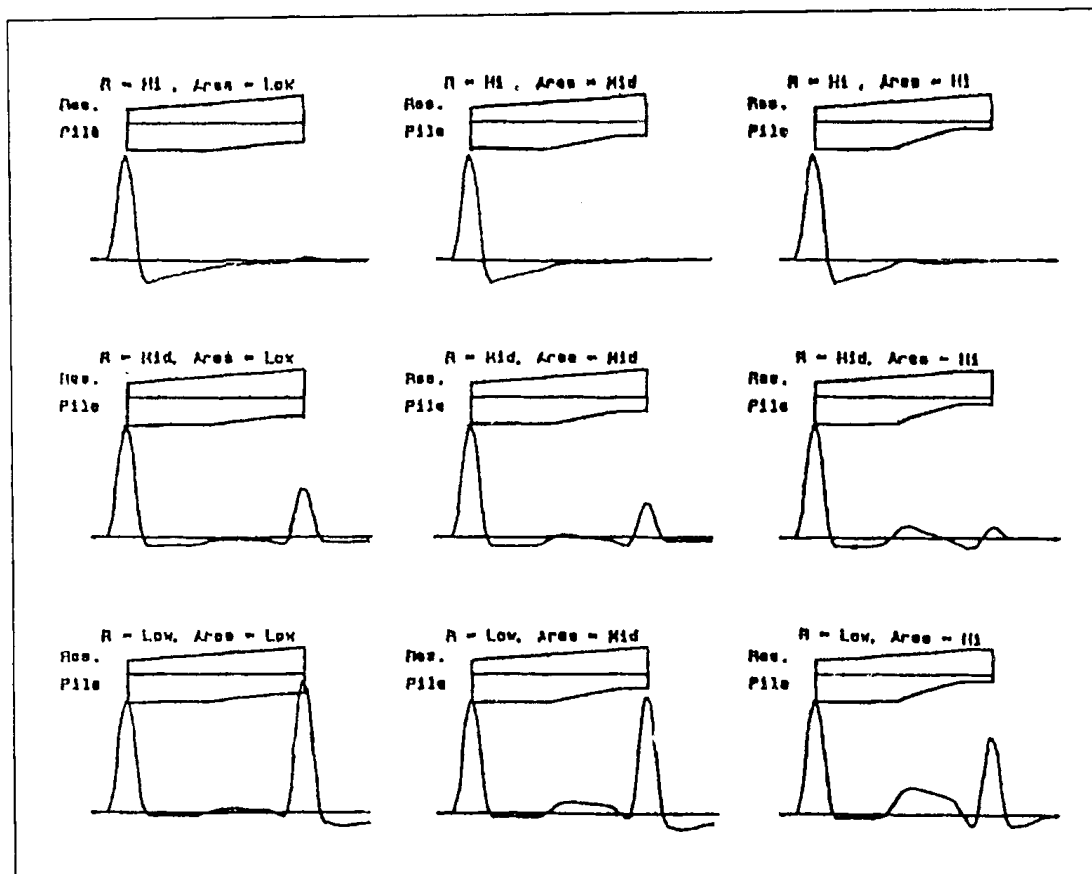 R = Hi, Area = Low
Res.
Pile
R = Hi, Area = Mid
Res.
Pile
R = Hi, Area = Hi
Res.
Pile
R = Mid, Area = Low
Res.
Pile
R = Mid, Area = Mid
Res.
Pile
R = Mid, Area = Hi
Res.
Pile
R = Low, Area = Low
Res.
Pile
R = Low, Area = Mid
Res.
Pile
R = Low, Area = Hi
Res.
Pile